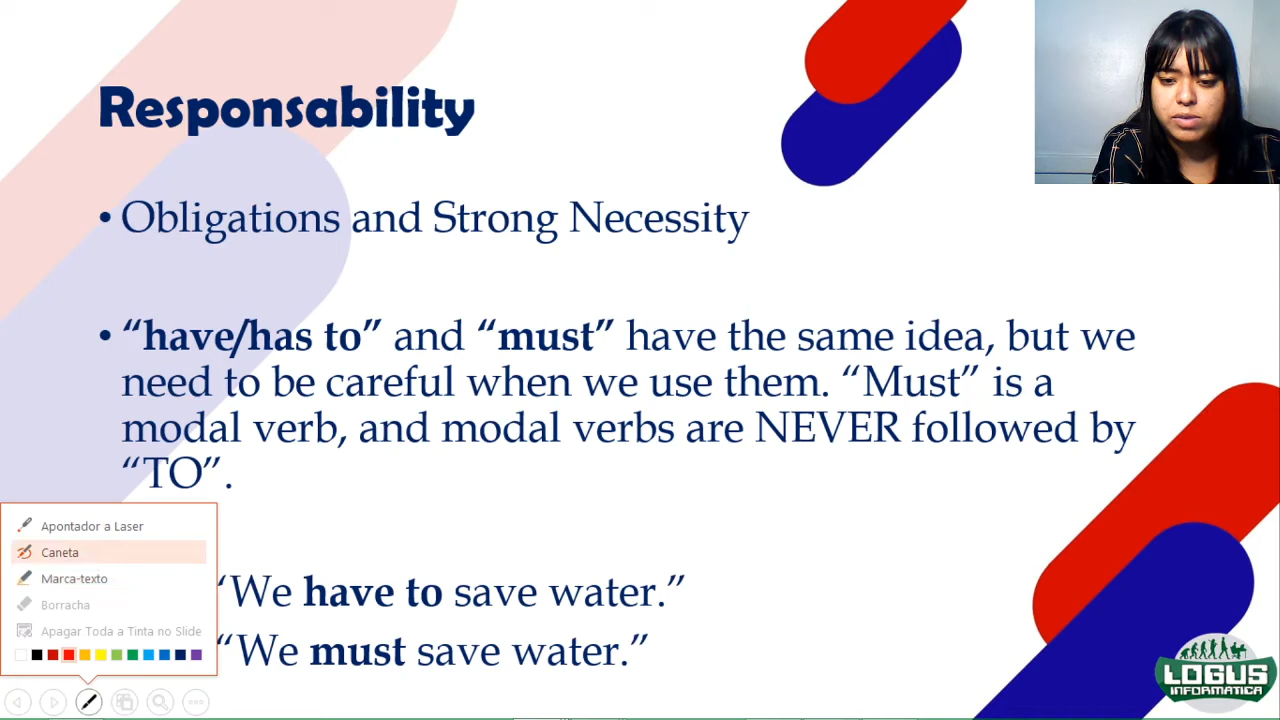 Responsability
• Obligations and Strong Necessity
• “have/has to” and “must” have the same idea, but we
need to be careful when we use them. “Must” is a
modal verb, and modal verbs are NEVER followed by
“TO”.
“We have to save water.”
“We must save water.”
Apontador a Laser
Caneta
Marca-texto
Borracha
Apagar Toda a Tinta no Slide
LOGUS
INFORMÁTICA